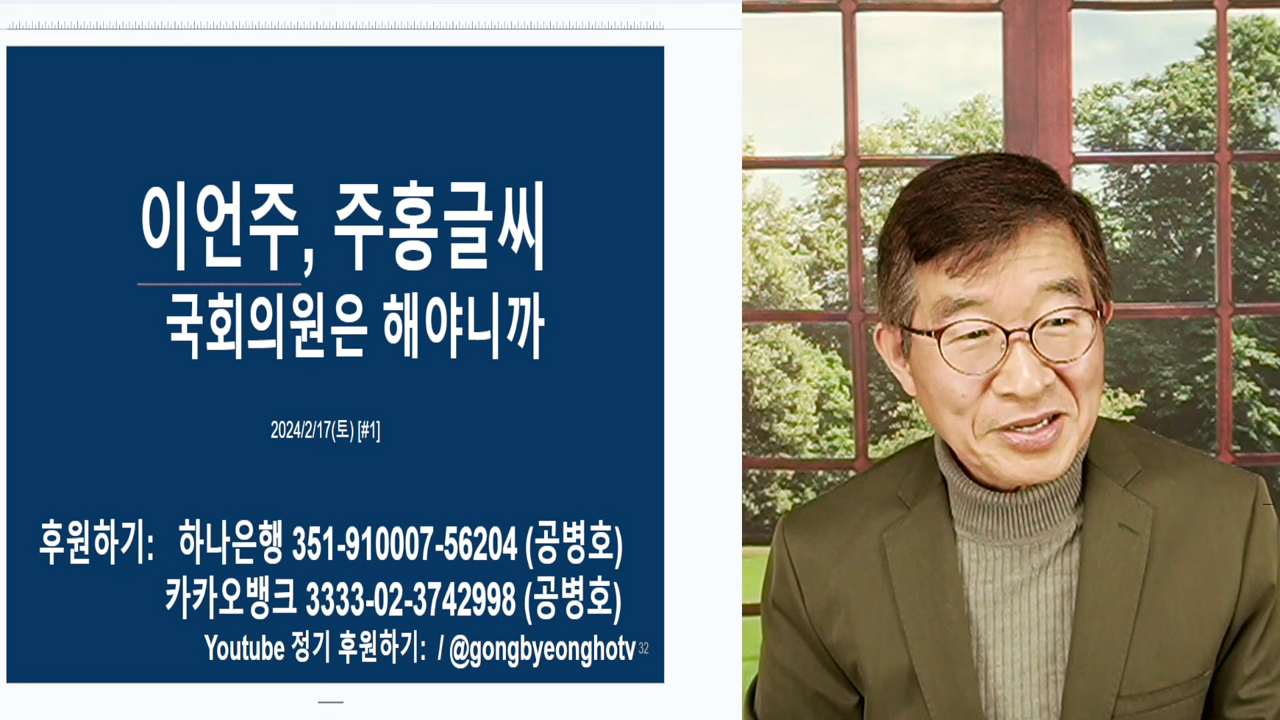 이언주, 주홍글씨
국회의원은 해야니까
2024/2/17(토) [#1]
후원하기: 하나은행 351-910007-56204 (공병호)
카카오뱅크 3333-02-3742998 (공병호)
Youtube 정기 후원하기: / @gongbyeonghotv
32